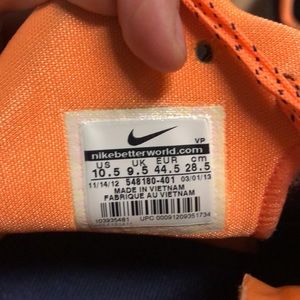 VP
nikebetterworld.com
US UK EUR cm
10.5 9.5 44.5 28.5
11/14/12 548180-401 03/01/13
MADE IN VIETNAM
FABRIQUE AU VIETNAM
103935481 UPC 00091209351734